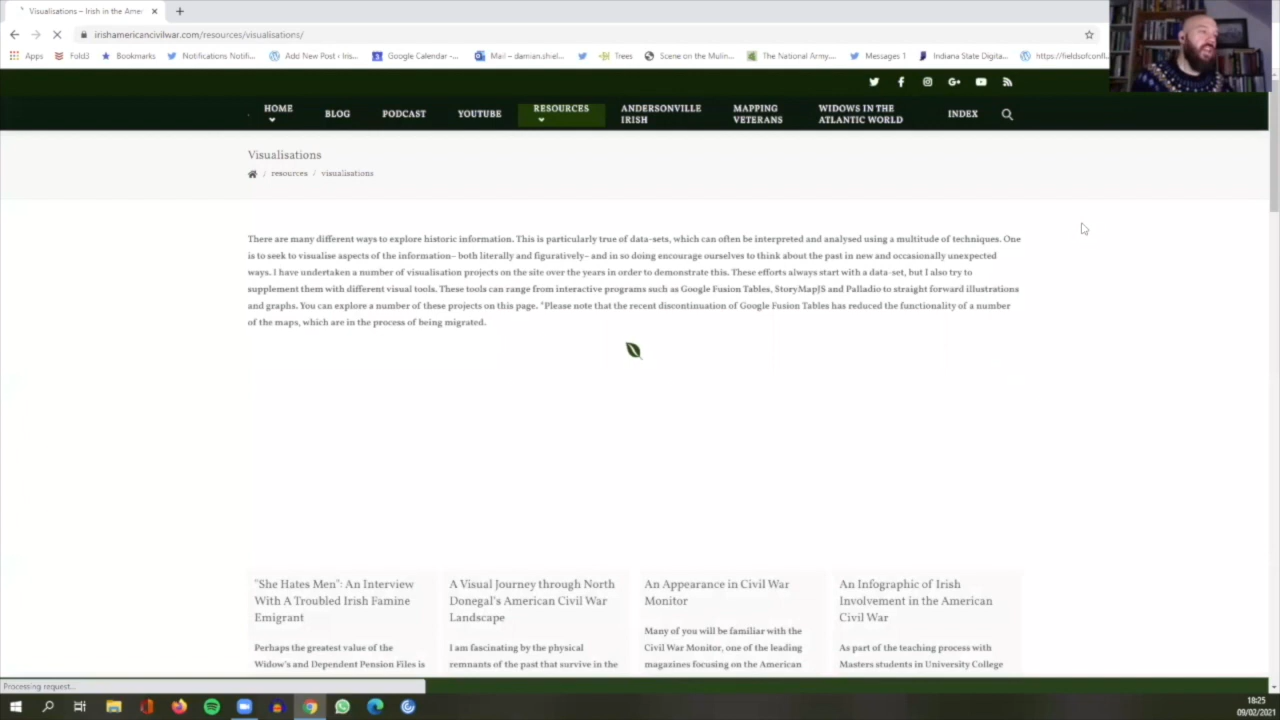 Visualisations – Irish in the Amer
irishamericancivilwar.com/resources/visualisations/
Apps Fold3 Bookmarks Notifications Notifi... Add New Post ‹ Iris... Google Calendar -... Mail – damian.shiel... Trees Scene on the Mulin... The National Army... Messages 1 Indiana State Digita... https://fieldsofconfl...
HOME BLOG PODCAST YOUTUBE RESOURCES ANDERSONVILLE IRISH MAPPING VETERANS WIDOWS IN THE ATLANTIC WORLD INDEX
Visualisations
/ resources / visualisations
There are many different ways to explore historic information. This is particularly true of data-sets, which can often be interpreted and analysed using a multitude of techniques. One
is to seek to visualise aspects of the information– both literally and figuratively– and in so doing encourage ourselves to think about the past in new and occasionally unexpected
ways. I have undertaken a number of visualisation projects on the site over the years in order to demonstrate this. These efforts always start with a data-set, but I also try to
supplement them with different visual tools. These tools can range from interactive programs such as Google Fusion Tables, StoryMapJS and Palladio to straight forward illustrations
and graphs. You can explore a number of these projects on this page. *Please note that the recent discontinuation of Google Fusion Tables has reduced the functionality of a number
of the maps, which are in the process of being migrated.
"She Hates Men": An Interview
With A Troubled Irish Famine
Emigrant
Perhaps the greatest value of the
Widow's and Dependent Pension Files is
A Visual Journey through North
Donegal's American Civil War
Landscape
I am fascinating by the physical
remnants of the past that survive in the
An Appearance in Civil War
Monitor
Many of you will be familiar with the
Civil War Monitor, one of the leading
magazines focusing on the American
An Infographic of Irish
Involvement in the American
Civil War
As part of the teaching process with
Masters students in University College
Processing request...
18:25
09/02/2021